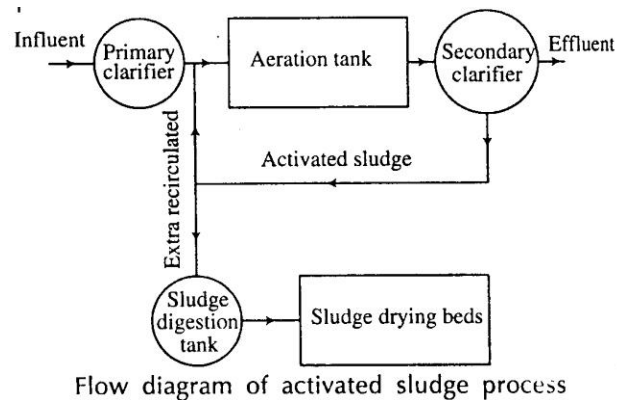 Influent
Primary
clarifier
Aeration tank
Secondary
clarifier
Effluent
Activated sludge
Extra recirculated
Sludge
digestion
tank
Sludge drying beds
Flow diagram of activated sludge process